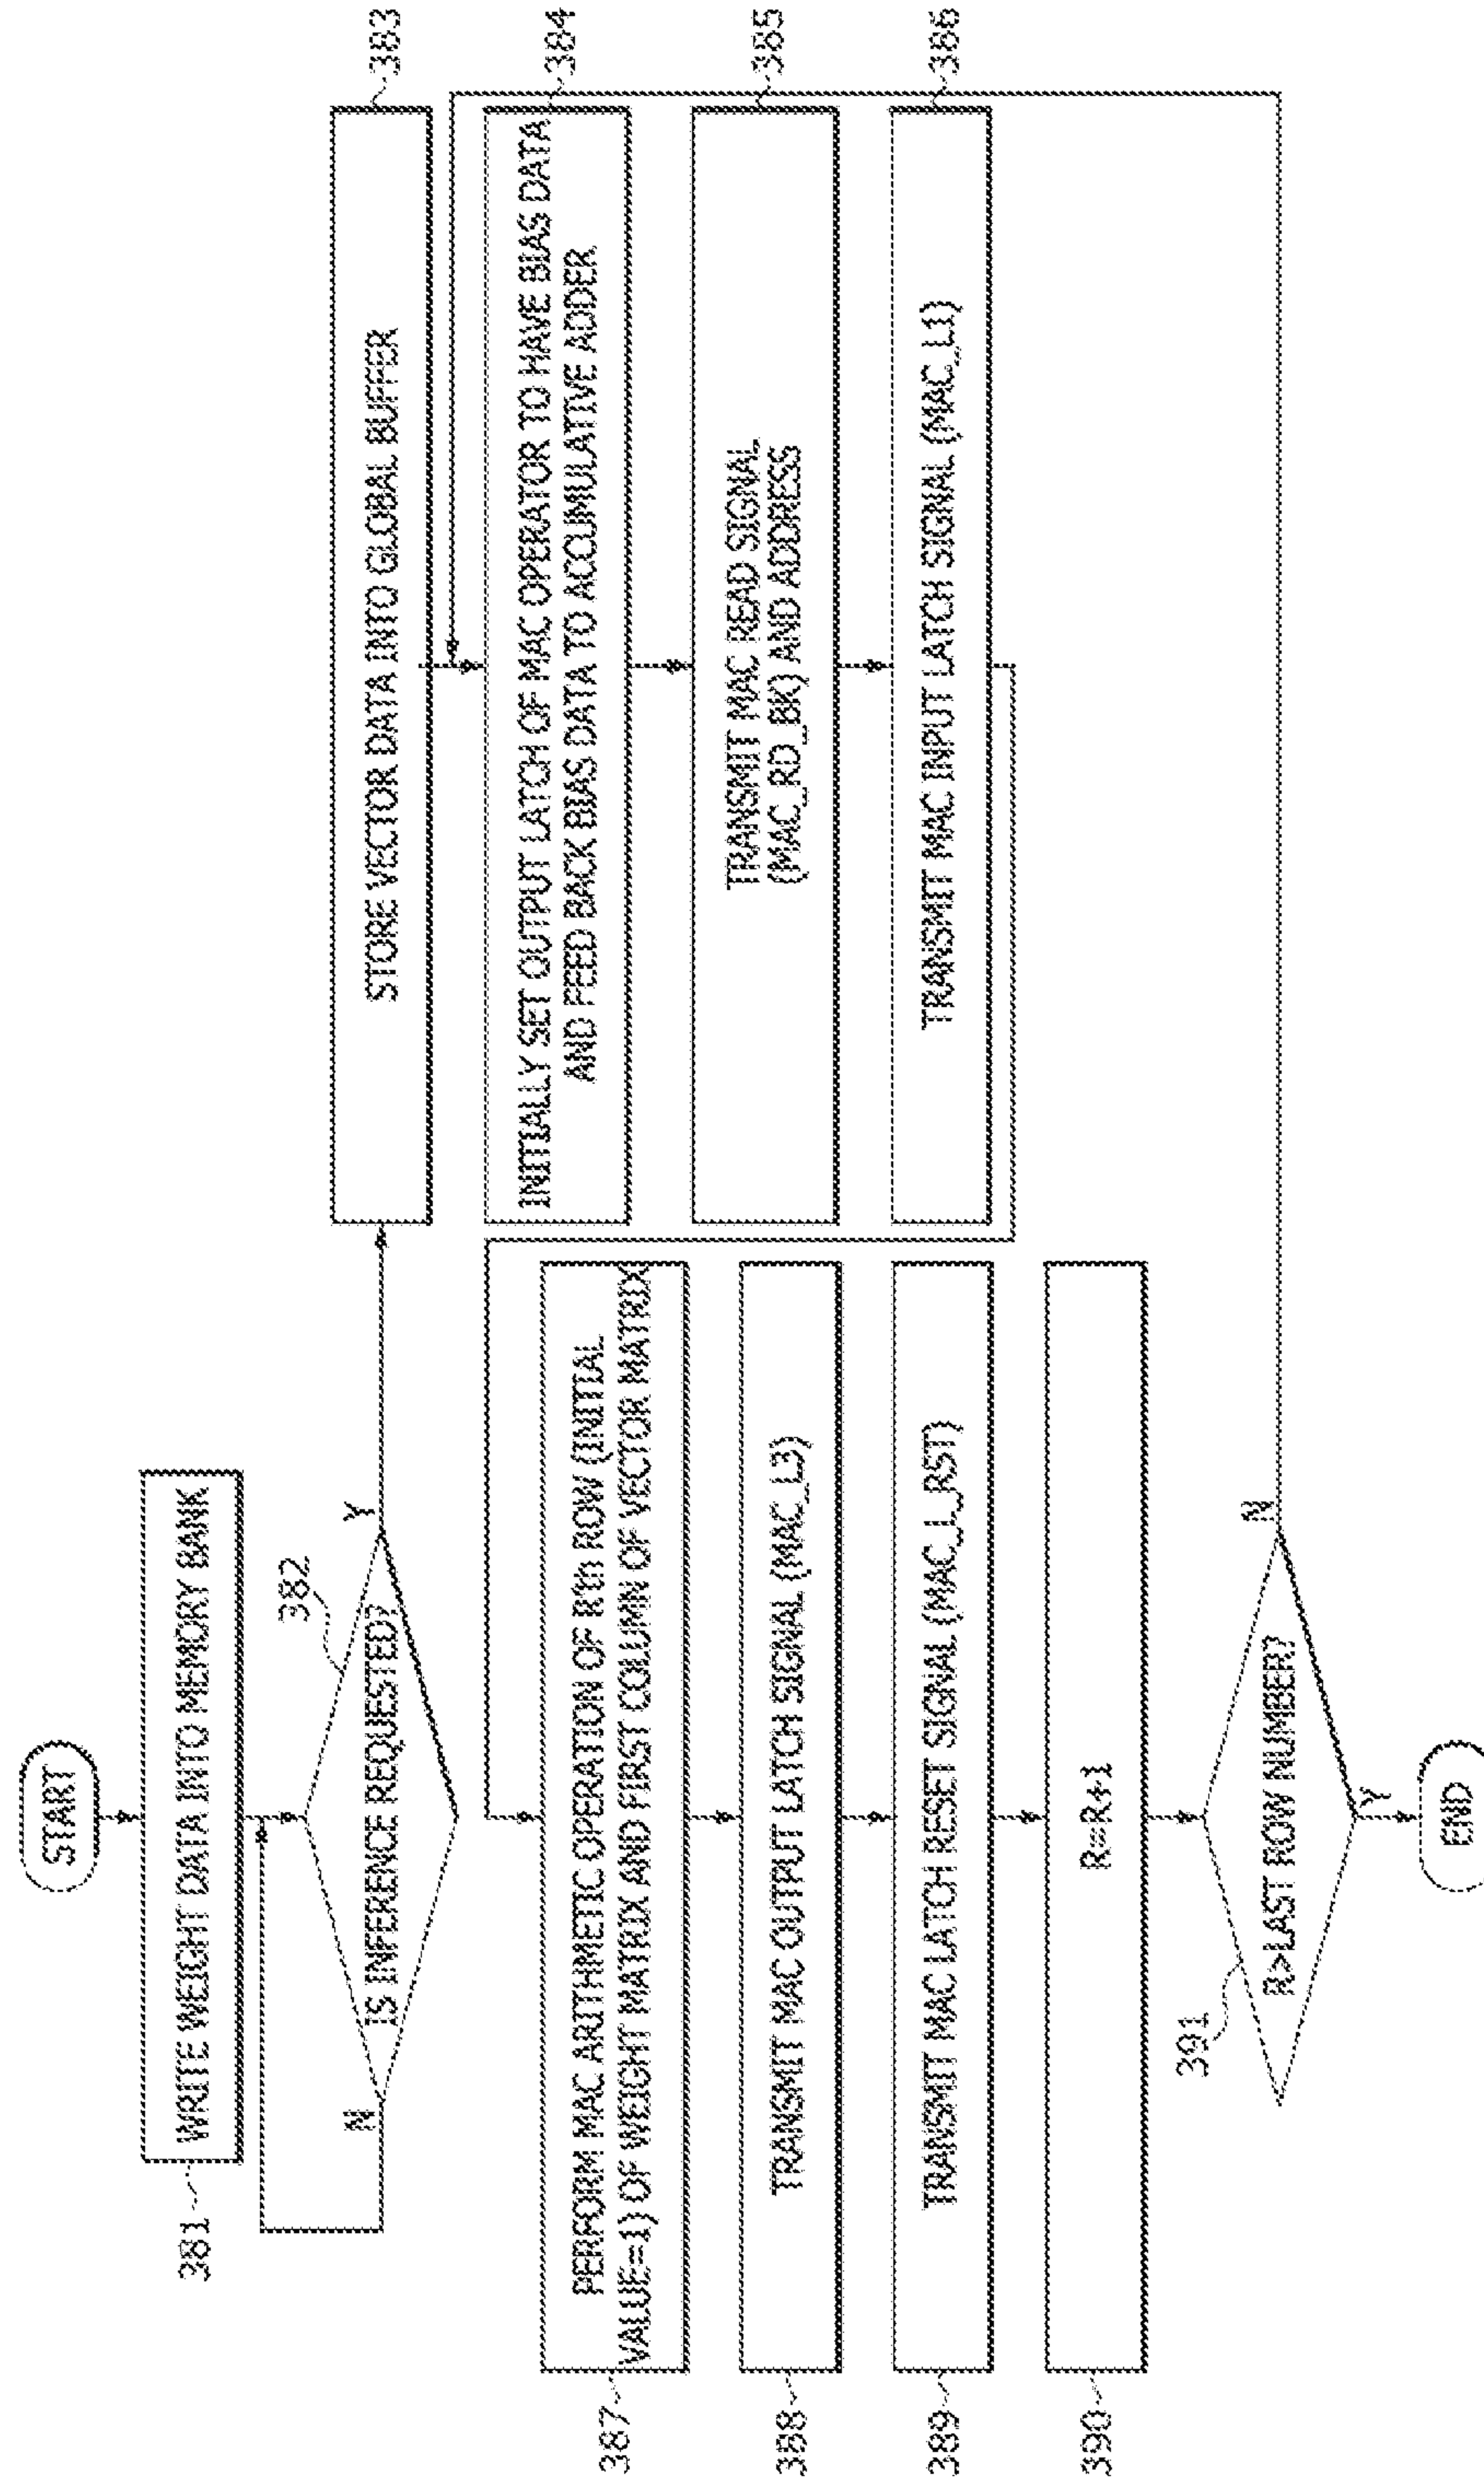 START
381
WRITE WEIGHT DATA INTO MEMORY BANK
382
IS INFERENCE REQUESTED?
N
Y
STORE VECTOR DATA INTO GLOBAL BUFFER
383
INITIALLY SET OUTPUT LATCH OF MAC OPERATOR TO HAVE BIAS DATA
AND FEED BACK BIAS DATA TO ACCUMULATIVE ADDER
384
TRANSMIT MAC READ SIGNAL
(MAC_RD_BK) AND ADDRESS
385
TRANSMIT MAC INPUT LATCH SIGNAL (MAC_L1)
386
387
PERFORM MAC ARITHMETIC OPERATION OF R'th ROW (INITIAL
VALUE=1) OF WEIGHT MATRIX AND FIRST COLUMN OF VECTOR MATRIX
388
TRANSMIT MAC OUTPUT LATCH SIGNAL (MAC_L3)
389
TRANSMIT MAC LATCH RESET SIGNAL (MAC_L_RST)
390
R=R+1
391
R>LAST ROW NUMBER?
N
Y
END